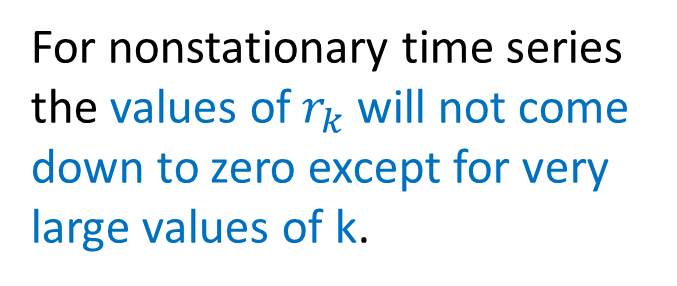 For nonstationary time series
the values of $r_k$ will not come
down to zero except for very
large values of k.